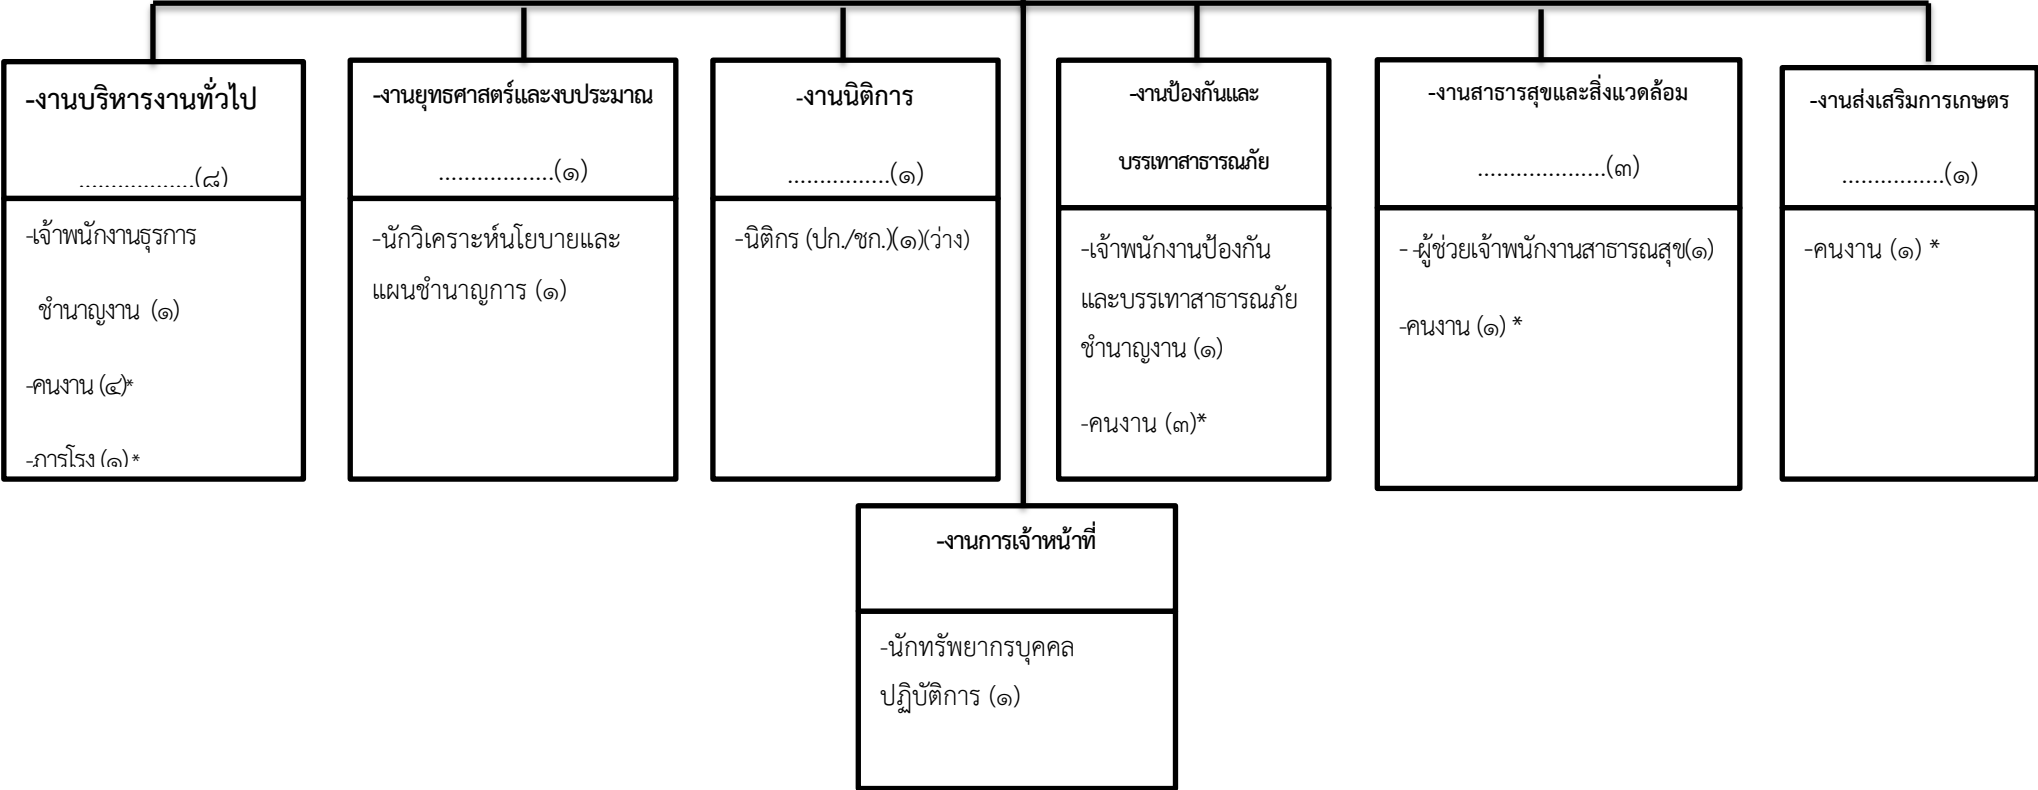 -งานบริหารงานทั่วไป
..................(๘)
-เจ้าพนักงานธุรการ
ชำนาญงาน (๑)
-คนงาน (๔)*
-ภารโรง (๑)*
-งานยุทธศาสตร์และงบประมาณ
..................(๑)
-นักวิเคราะห์นโยบายและ
แผนชำนาญการ (๑)
-งานนิติการ
................(๑)
-นิติกร (ปก./ชก.)(๑)(ว่าง)
-งานป้องกันและ
บรรเทาสาธารณภัย
-เจ้าพนักงานป้องกัน
และบรรเทาสาธารณภัย
ชำนาญงาน (๑)
-คนงาน (๓)*
-งานสาธารสุขและสิ่งแวดล้อม
....................(๓)
- -ผู้ช่วยเจ้าพนักงานสาธารณสุข(๑)
-คนงาน (๑) *
-งานส่งเสริมการเกษตร
................(๑)
-คนงาน (๑) *
-งานการเจ้าหน้าที่
-นักทรัพยากรบุคคล
ปฏิบัติการ (๑)